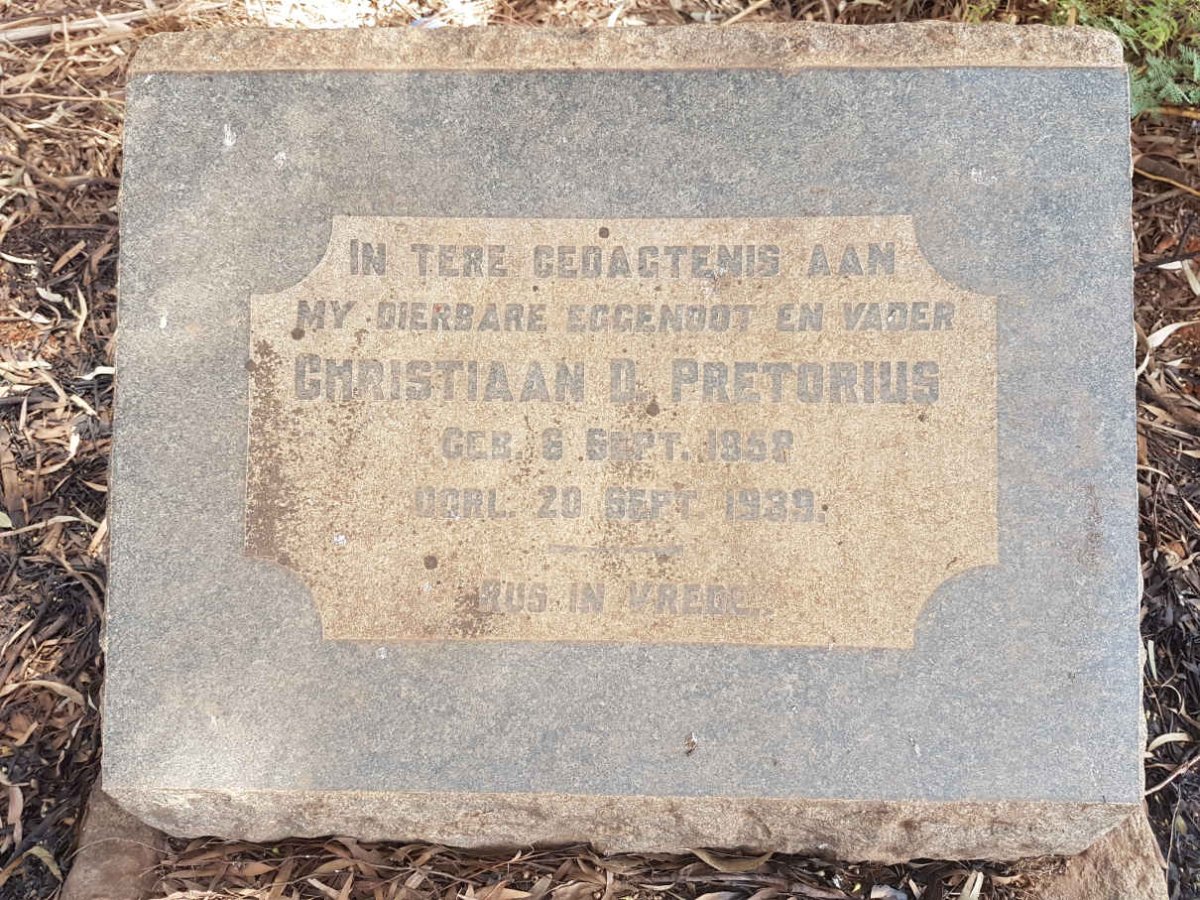 IN TERE GEDAGTENIS AAN
MY DIERBARE EGGENOOT EN VADER
CHRISTIAAN D. PRETORIUS
GEB. 6 SEPT.
OORL. 20 SEPT. 1939.
RUS IN VREDE.